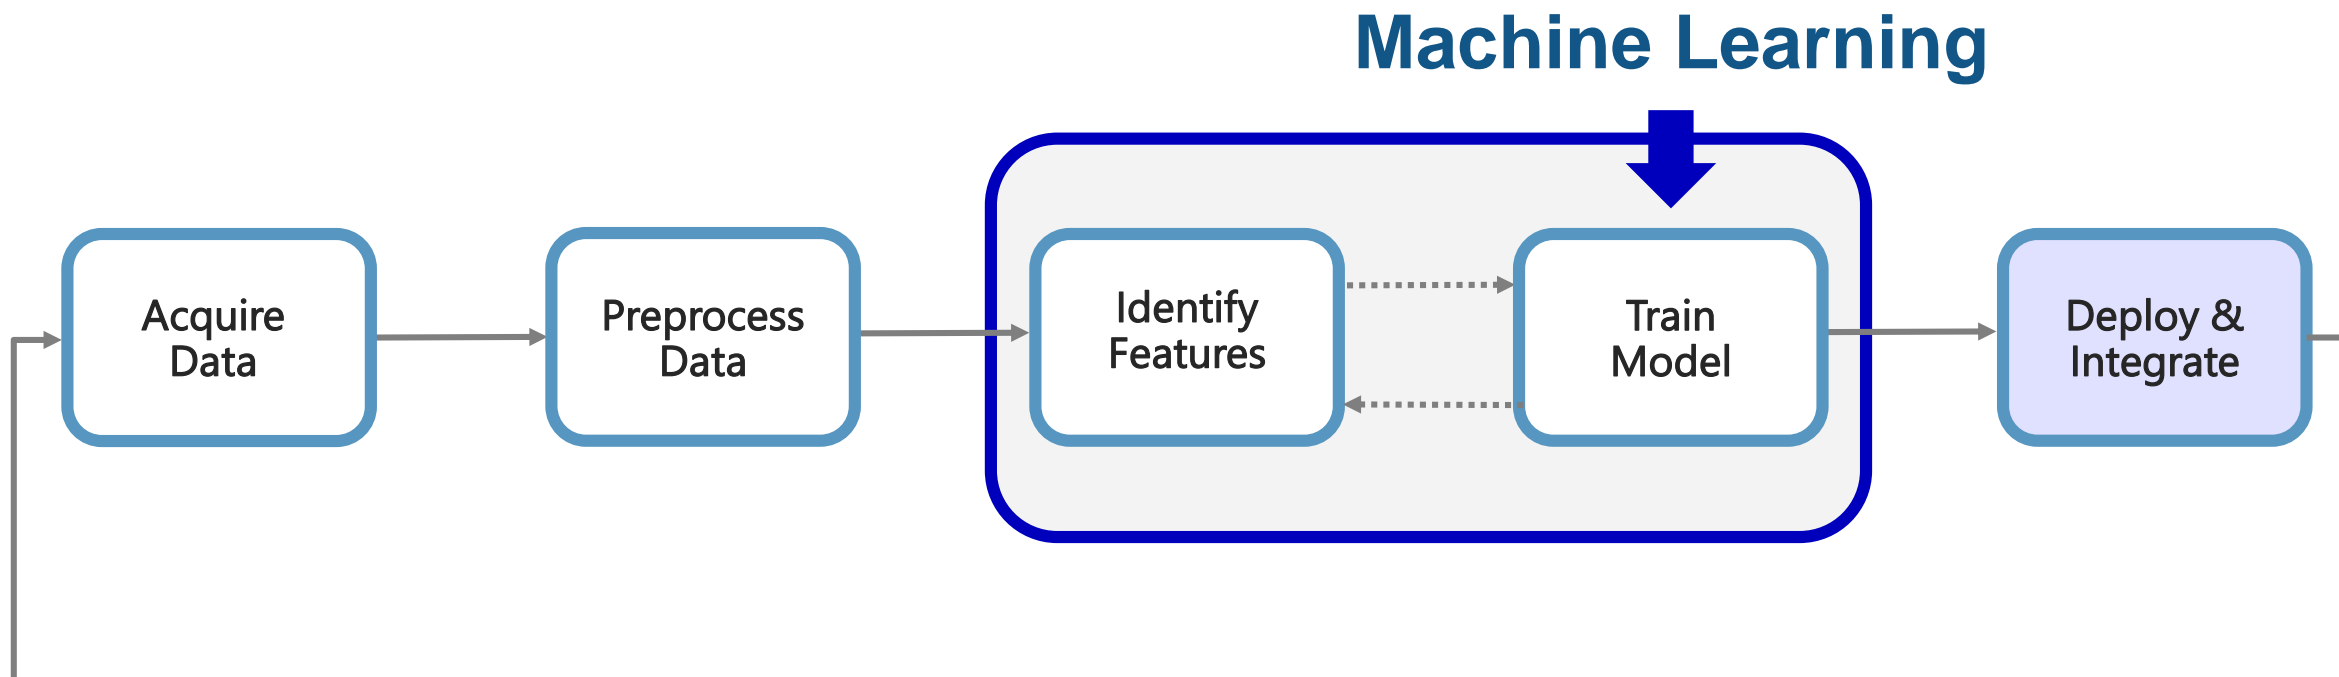 Machine Learning
Acquire
Data
Preprocess
Data
Identify
Features
Train
Model
Deploy &
Integrate